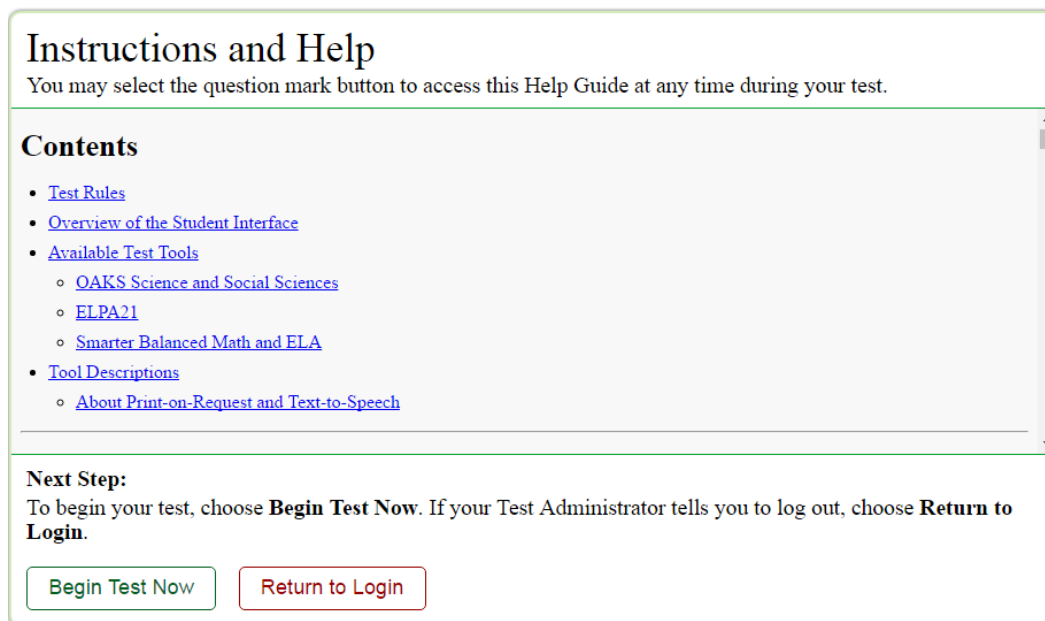 Instructions and Help
You may select the question mark button to access this Help Guide at any time during your test.
Contents
Test Rules
Overview of the Student Interface
Available Test Tools
OAKS Science and Social Sciences
ELPA21
Smarter Balanced Math and ELA
Tool Descriptions
About Print-on-Request and Text-to-Speech
Next Step:
To begin your test, choose Begin Test Now. If your Test Administrator tells you to log out, choose Return to
Login.
Begin Test Now
Return to Login